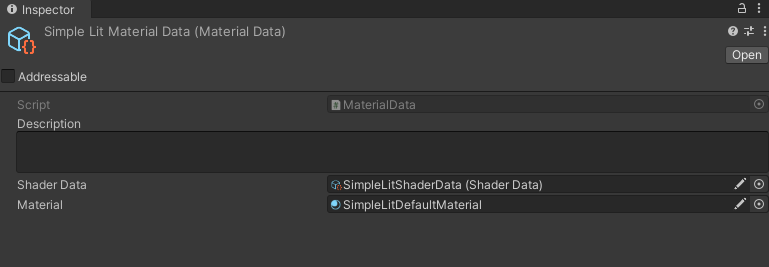 Inspector
Simple Lit Material Data (Material Data)
Open
Addressable
Script MaterialData
Description
Shader Data SimpleLitShaderData (Shader Data)
Material SimpleLitDefaultMaterial